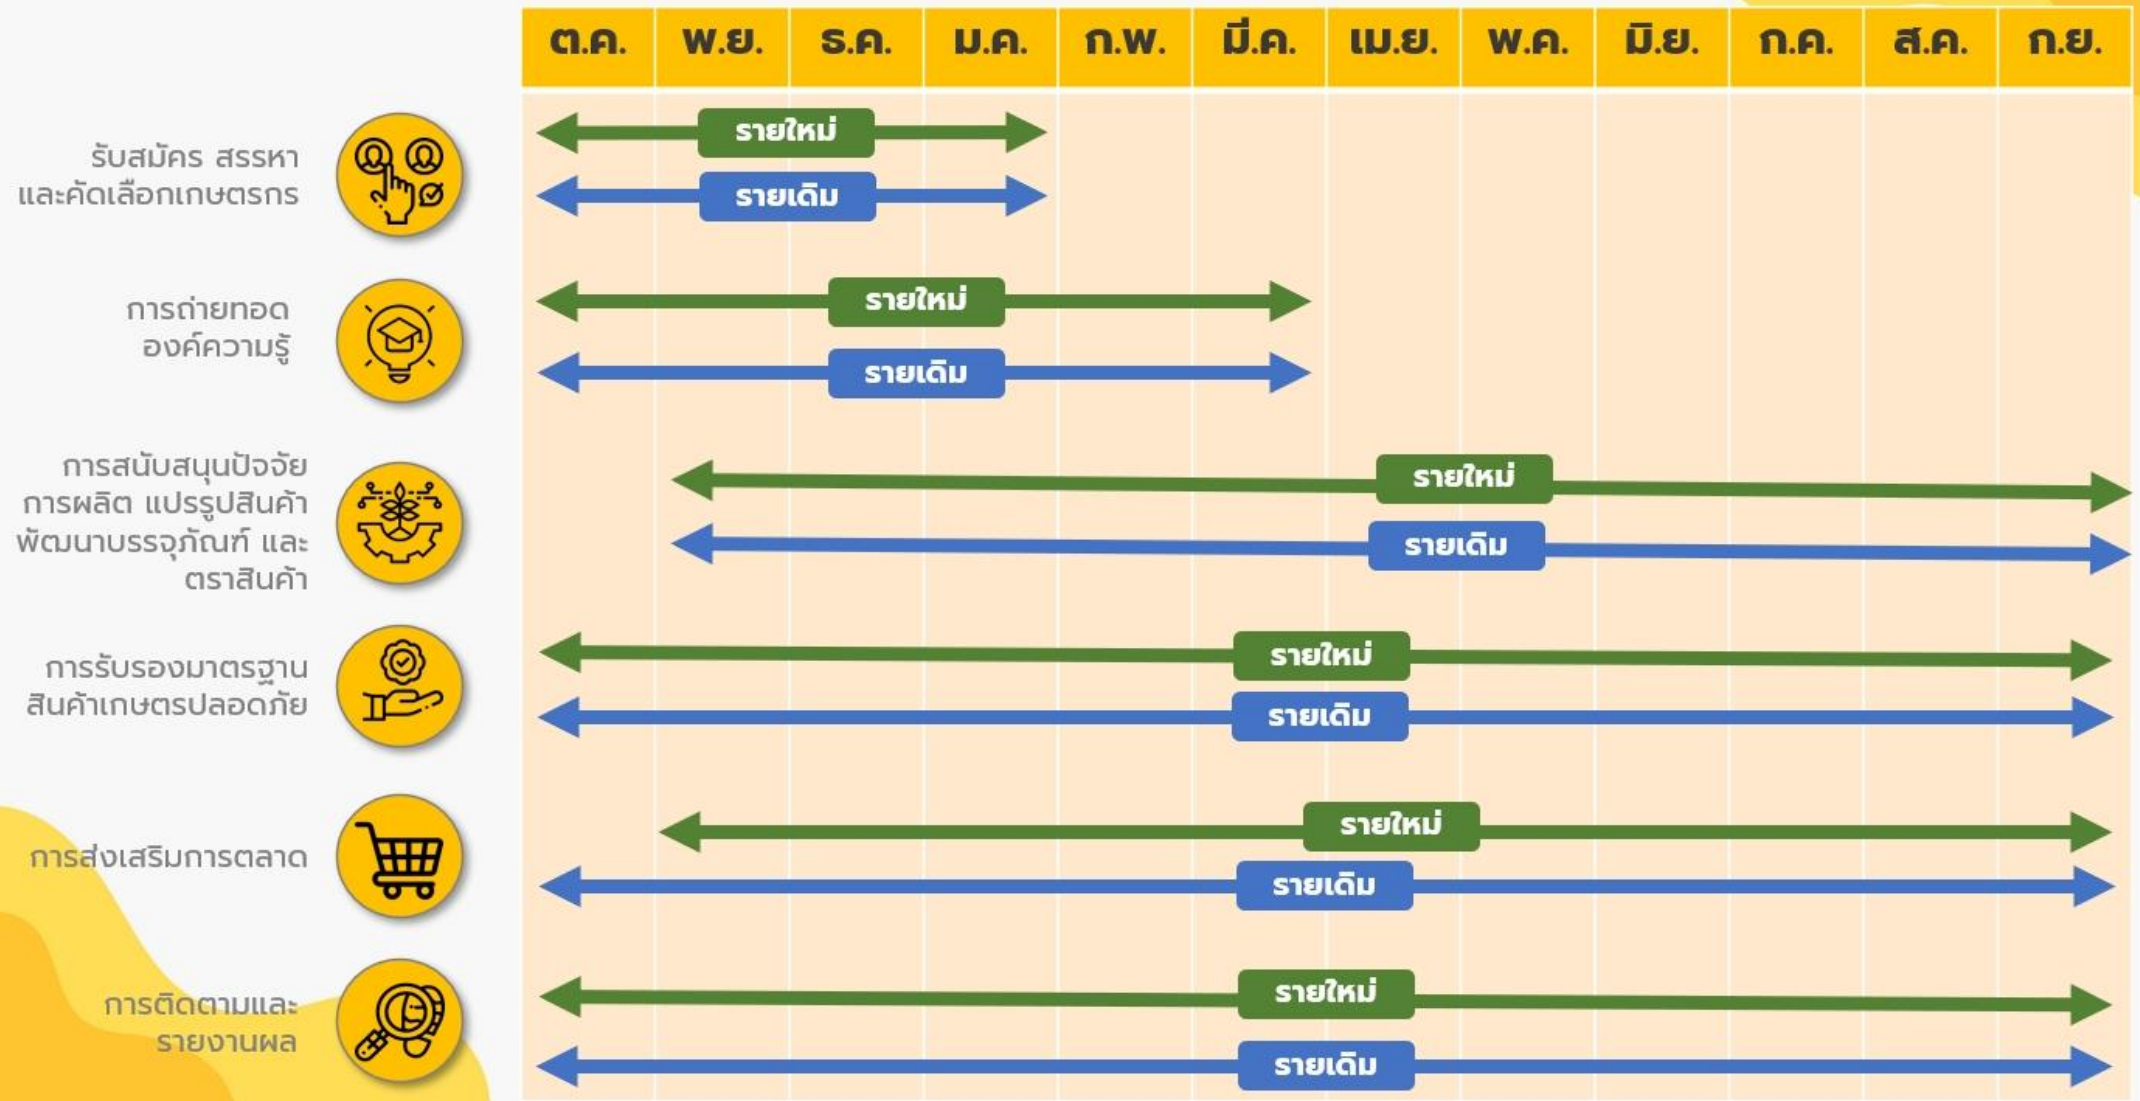 ต.ค. พ.ย. ธ.ค. ม.ค. ก.พ. มี.ค. เม.ย. พ.ค. มิ.ย. ก.ค. ส.ค. ก.ย.
รับสมัคร สรรหา
และคัดเลือกเกษตรกร
รายใหม่
รายเดิม
การถ่ายทอด
องค์ความรู้
รายใหม่
รายเดิม
การสนับสนุนปัจจัย
การผลิต แปรรูปสินค้า
พัฒนาบรรจุภัณฑ์ และ
ตราสินค้า
รายใหม่
รายเดิม
การรับรองมาตรฐาน
สินค้าเกษตรปลอดภัย
รายใหม่
รายเดิม
การส่งเสริมการตลาด
รายใหม่
รายเดิม
การติดตามและ
รายงานผล
รายใหม่
รายเดิม